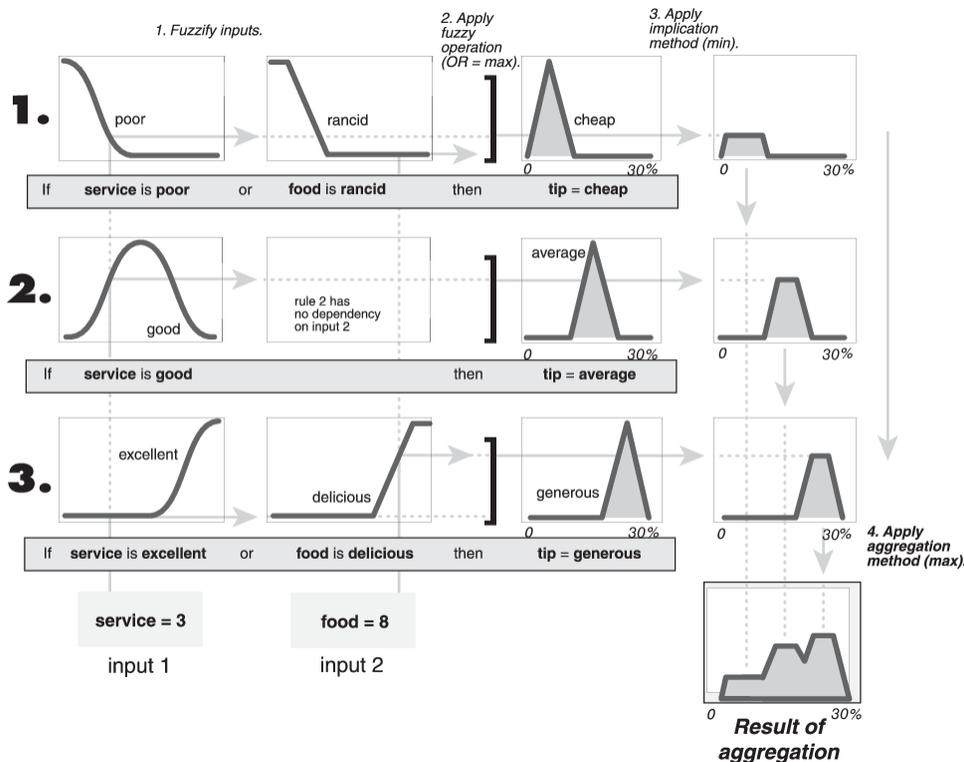 1. Fuzzify inputs.
2. Apply
fuzzy
operation
(OR = max).
3. Apply
implication
method (min).
1.
poor
rancid
cheap
0
30%
0
30%
If service is poor or food is rancid then tip = cheap
2.
good
rule 2 has
no dependency
on input 2
average
0
30%
0
30%
If service is good then tip = average
3.
excellent
delicious
generous
0
30%
0
30%
If service is excellent or food is delicious then tip = generous
4. Apply
aggregation
method (max).
service = 3
food = 8
input 1
input 2
0
30%
Result of
aggregation